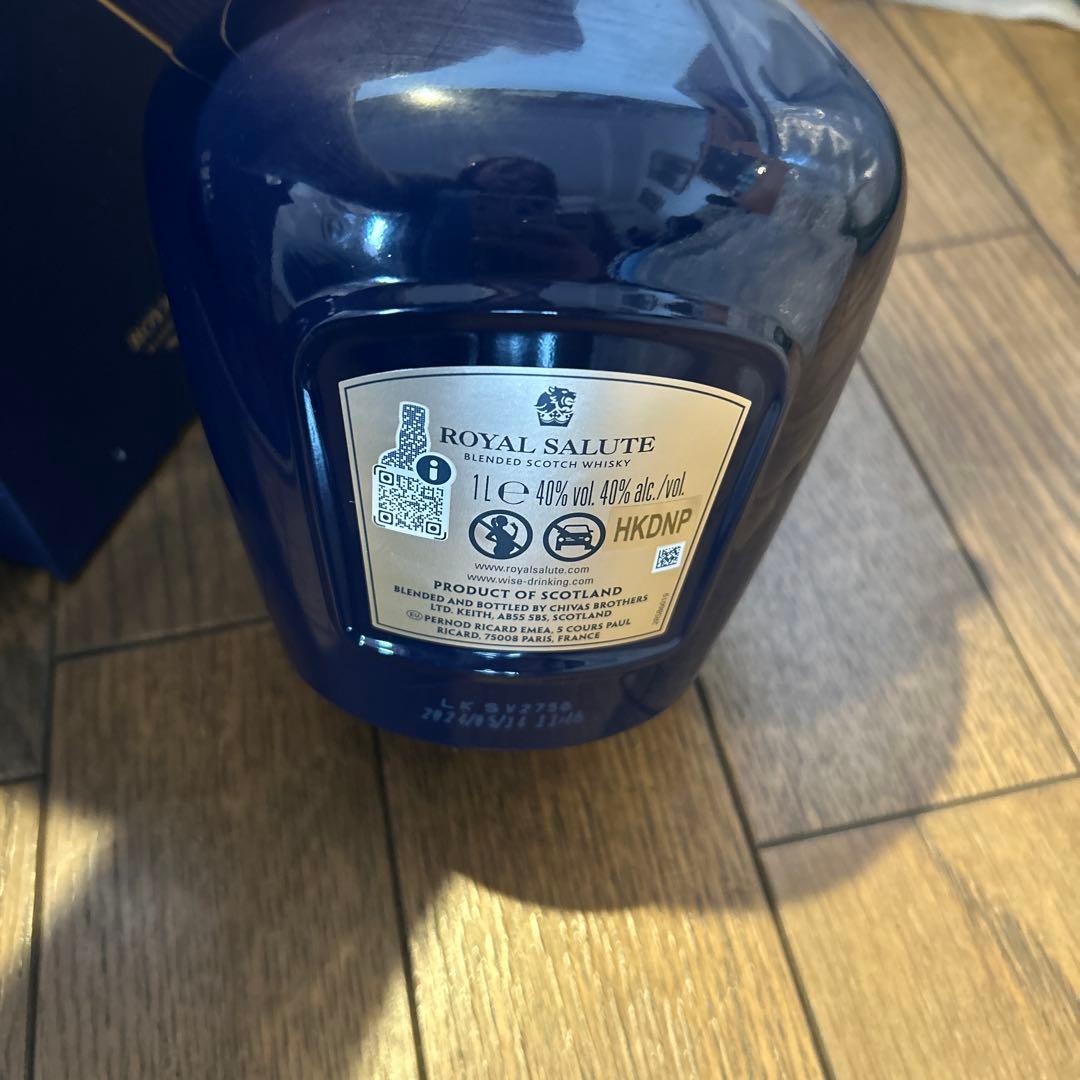 ROYAL SALUTE
BLENDED SCOTCH WHISKY
i
1 L ℮ 40% vol. 40% alc./vol.
HKDNP
www.royalsalute.com
www.wise-drinking.com
PRODUCT OF SCOTLAND
BLENDED AND BOTTLED BY CHIVAS BROTHERS
LTD. KEITH, AB55 5BS, SCOTLAND
EU PERNOD RICARD EMEA, 5 COURS PAUL
RICARD, 75008 PARIS, FRANCE